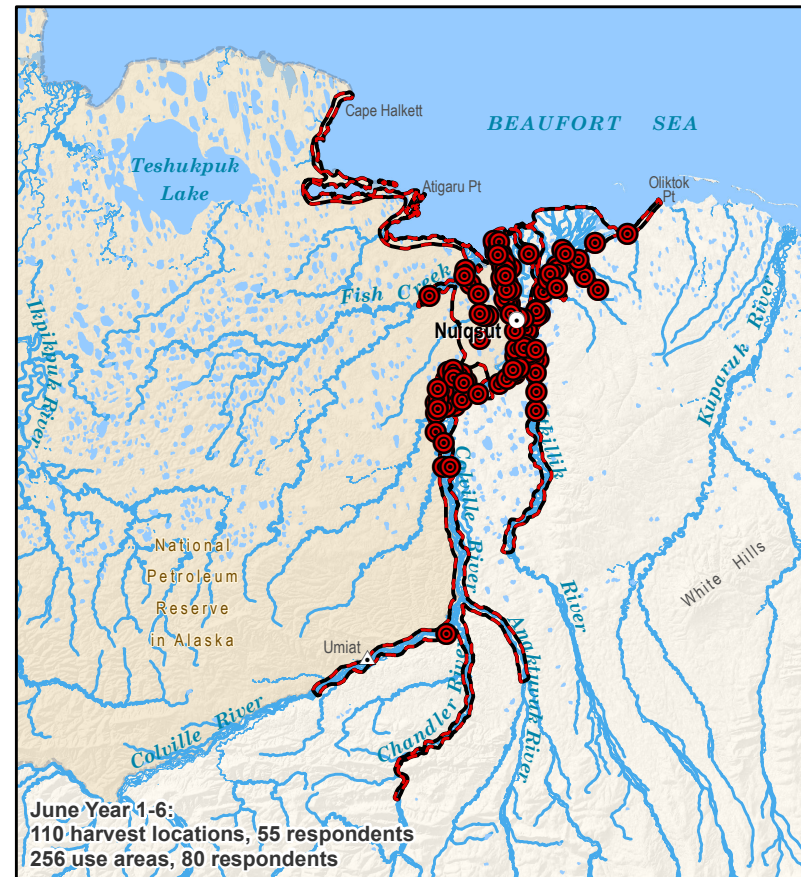 Cape Halkett
BEAUFORT SEA
Teshukpuk
Lake
Atigaru Pt
Oliktok
Pt
Fish Creek
Ikpikpuk River
Nuiqsut
Kuparuk River
Itkillik
River
Colville River
National
Petroleum
Reserve
in Alaska
White Hills
Umiat
Anaktuvuk River
Chandler River
Colville River
June Year 1-6:
110 harvest locations, 55 respondents
256 use areas, 80 respondents